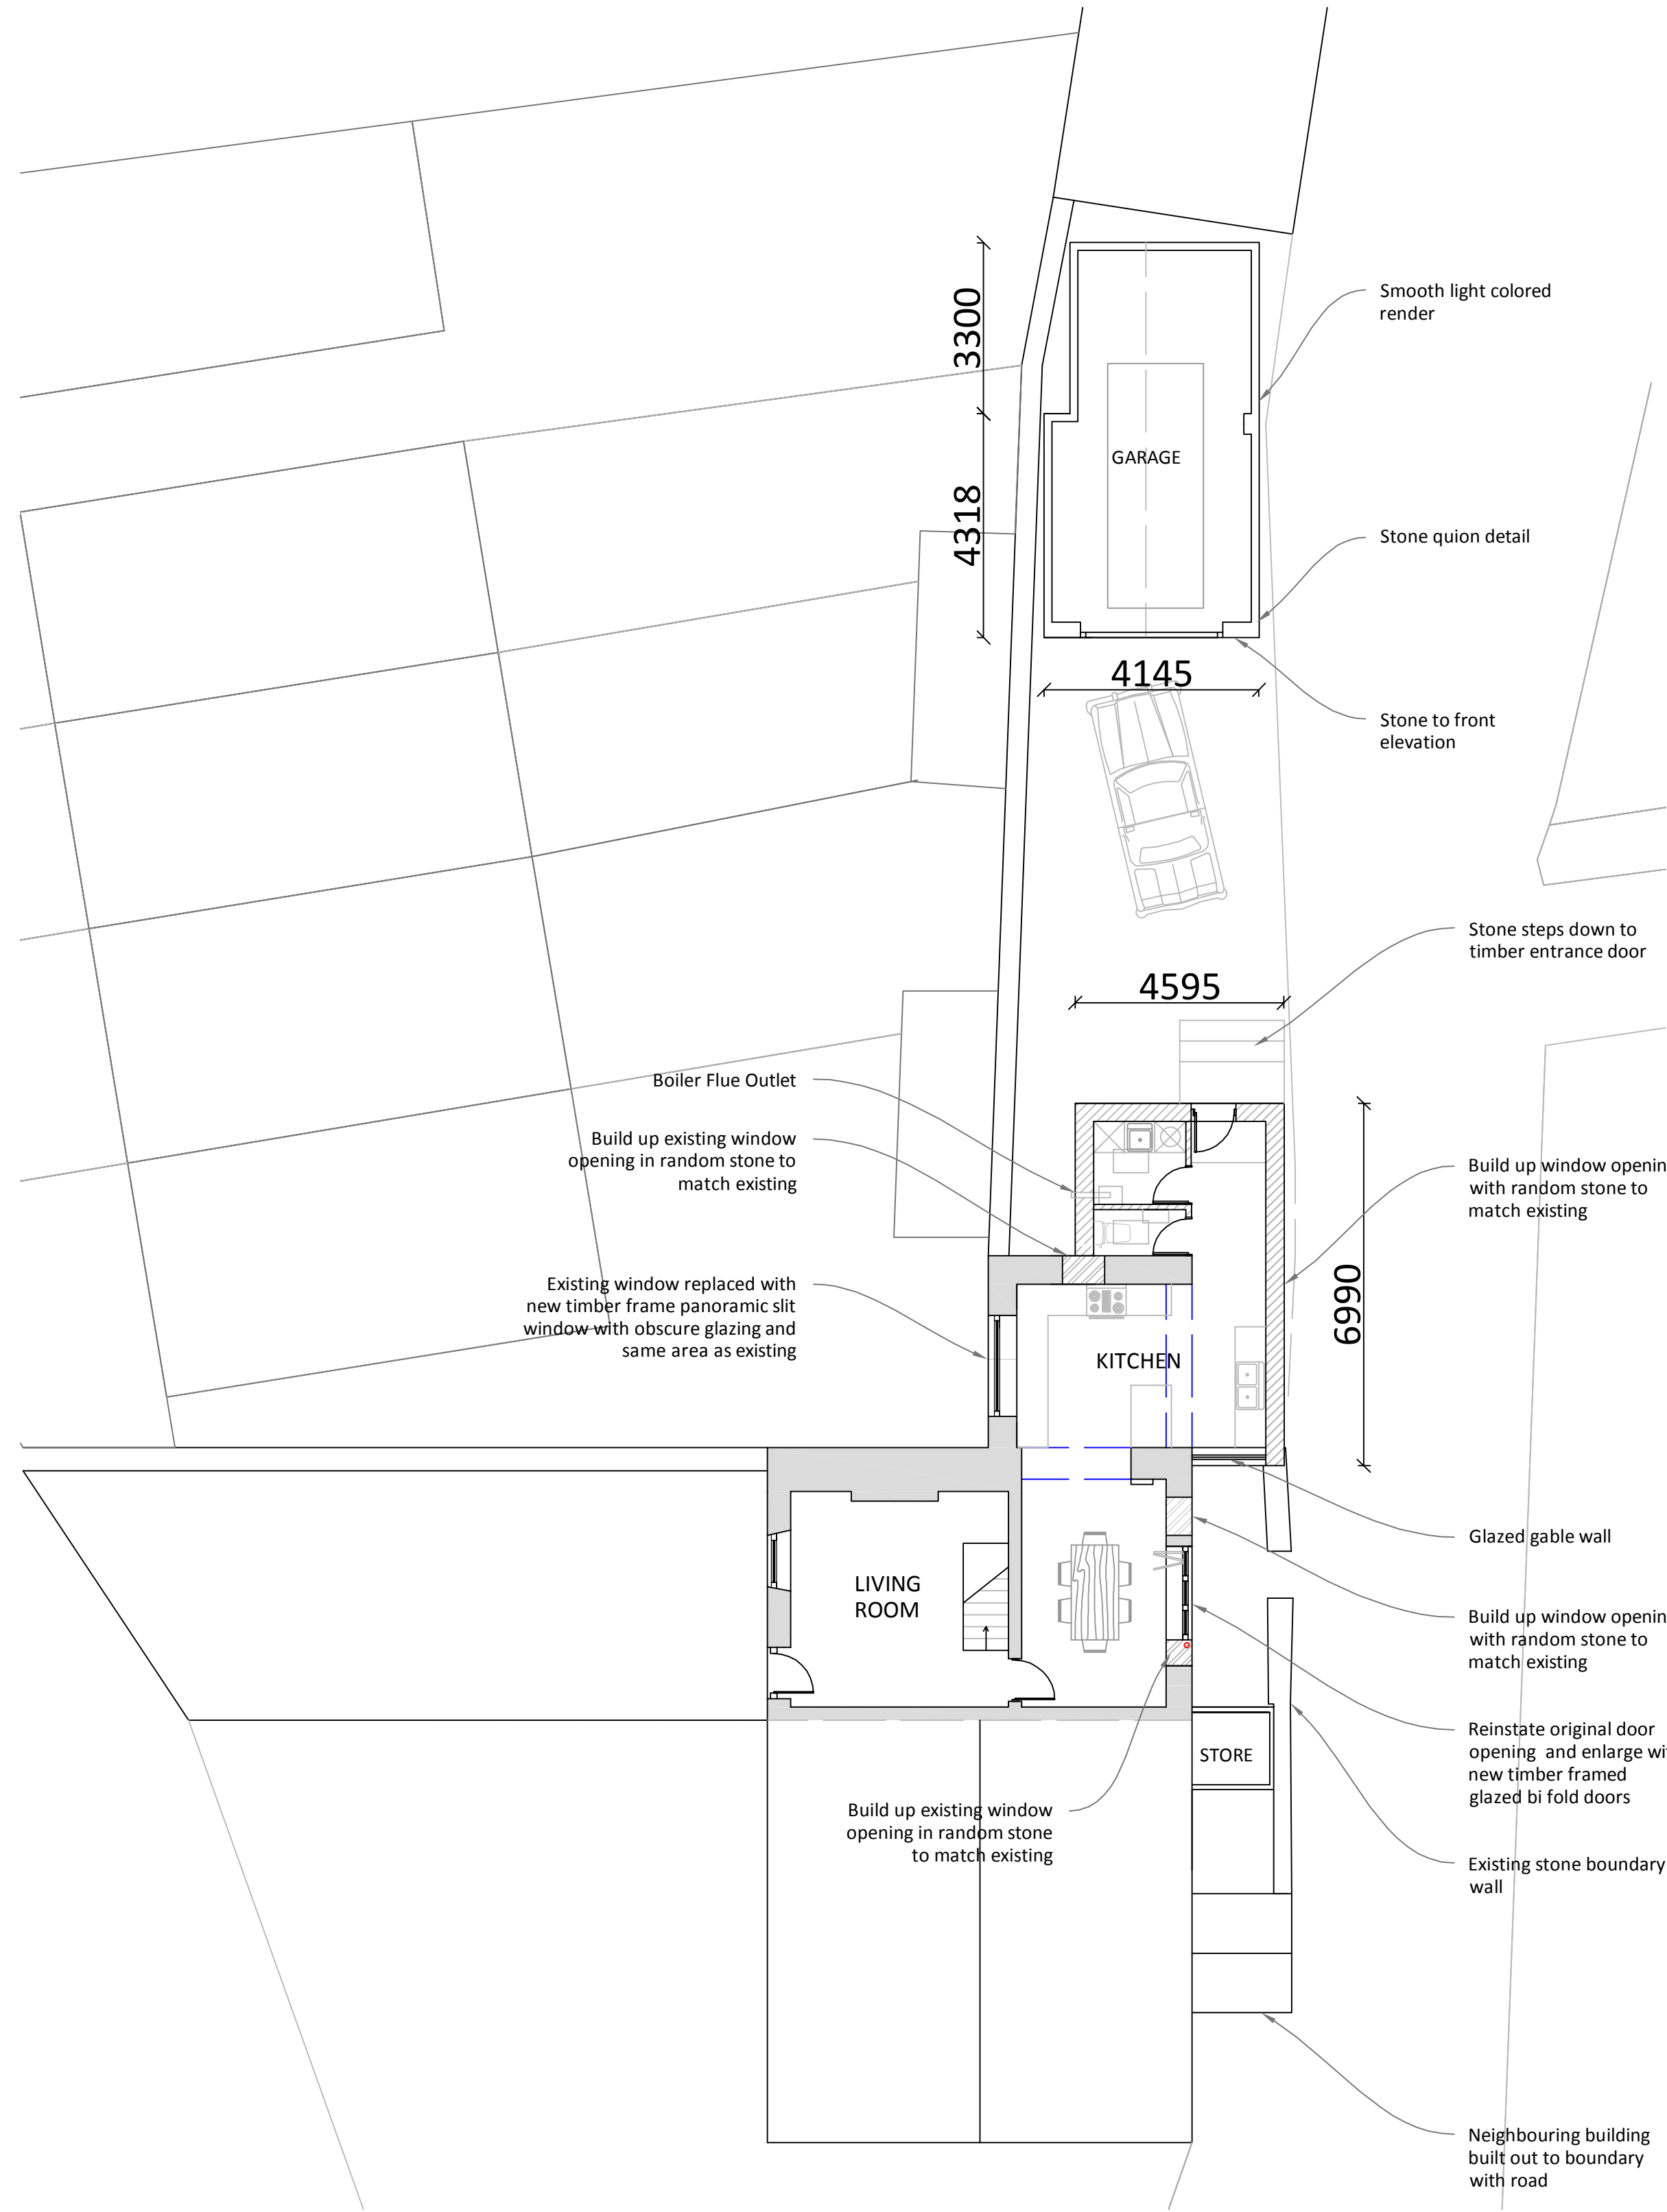 3300
Smooth light colored
render
GARAGE
4318
Stone quion detail
4145
Stone to front
elevation
Stone steps down to
timber entrance door
4595
Boiler Flue Outlet
Build up existing window
opening in random stone to
match existing
Build up window openin
with random stone to
match existing
6990
Existing window replaced with
new timber frame panoramic slit
window with obscure glazing and
same area as existing
KITCHEN
Glazed gable wall
LIVING
ROOM
Build up window openin
with random stone to
match existing
Reinstate original door
opening and enlarge wi
new timber framed
glazed bi fold doors
STORE
Build up existing window
opening in random stone
to match existing
Existing stone boundary
wall
Neighbouring building
built out to boundary
with road